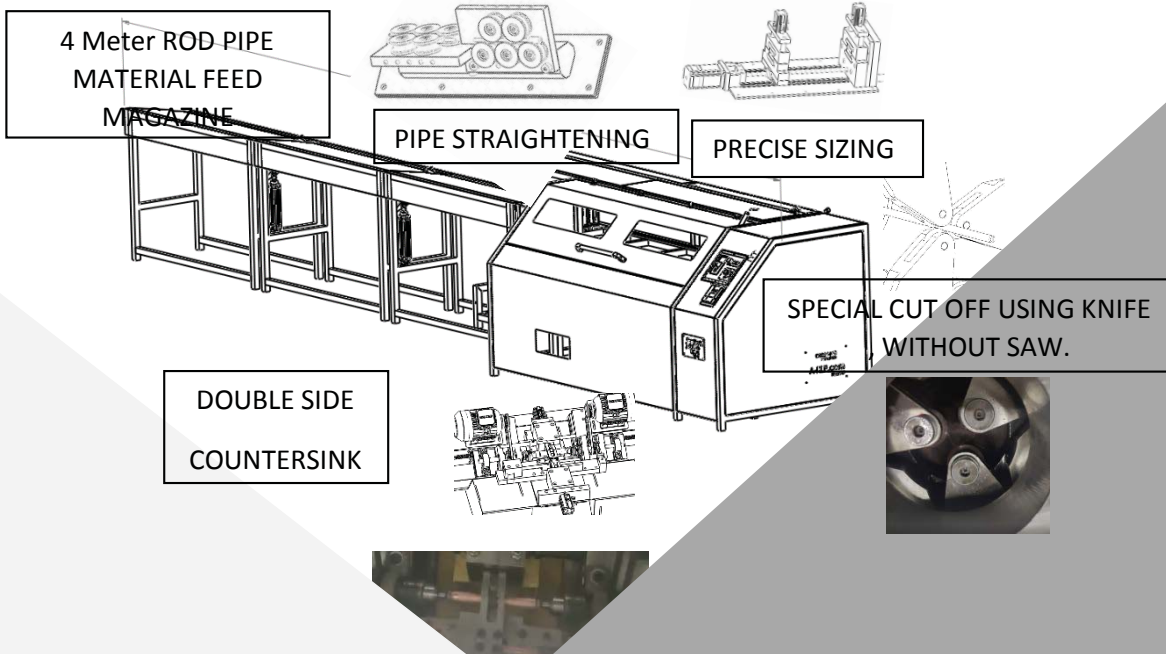 4 Meter ROD PIPE
MATERIAL FEED
MAGAZINE
PIPE STRAIGHTENING
PRECISE SIZING
SPECIAL CUT OFF USING KNIFE
, WITHOUT SAW.
DOUBLE SIDE
COUNTERSINK